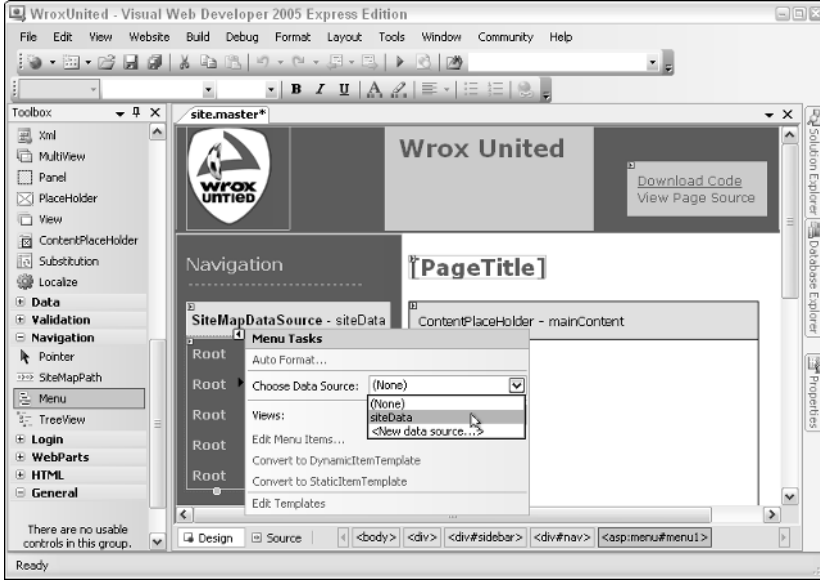 WroxUnited - Visual Web Developer 2005 Express Edition
File Edit View Website Build Debug Format Layout Tools Window Community Help
B I U A
Toolbox
site.master*
Xml
MultiView
Panel
PlaceHolder
View
ContentPlaceHolder
Substitution
Localize
Data
Validation
Navigation
Pointer
SiteMapPath
Menu
TreeView
Login
WebParts
HTML
General
There are no usable
controls in this group.
wrox
UNTIED
Wrox United
Download Code
View Page Source
Navigation
[PageTitle]
SiteMapDataSource - siteData
ContentPlaceHolder - mainContent
Root
Root
Root
Root
Root
Menu Tasks
Auto Format...
Choose Data Source: (None)
(None)
siteData
<New data source...>
Views:
Edit Menu Items...
Convert to DynamicItemTemplate
Convert to StaticItemTemplate
Edit Templates
Design Source <body> <div> <div#sidebar> <div#nav> <asp:menu#menu1>
Solution Explorer
Database Explorer
Properties
Ready